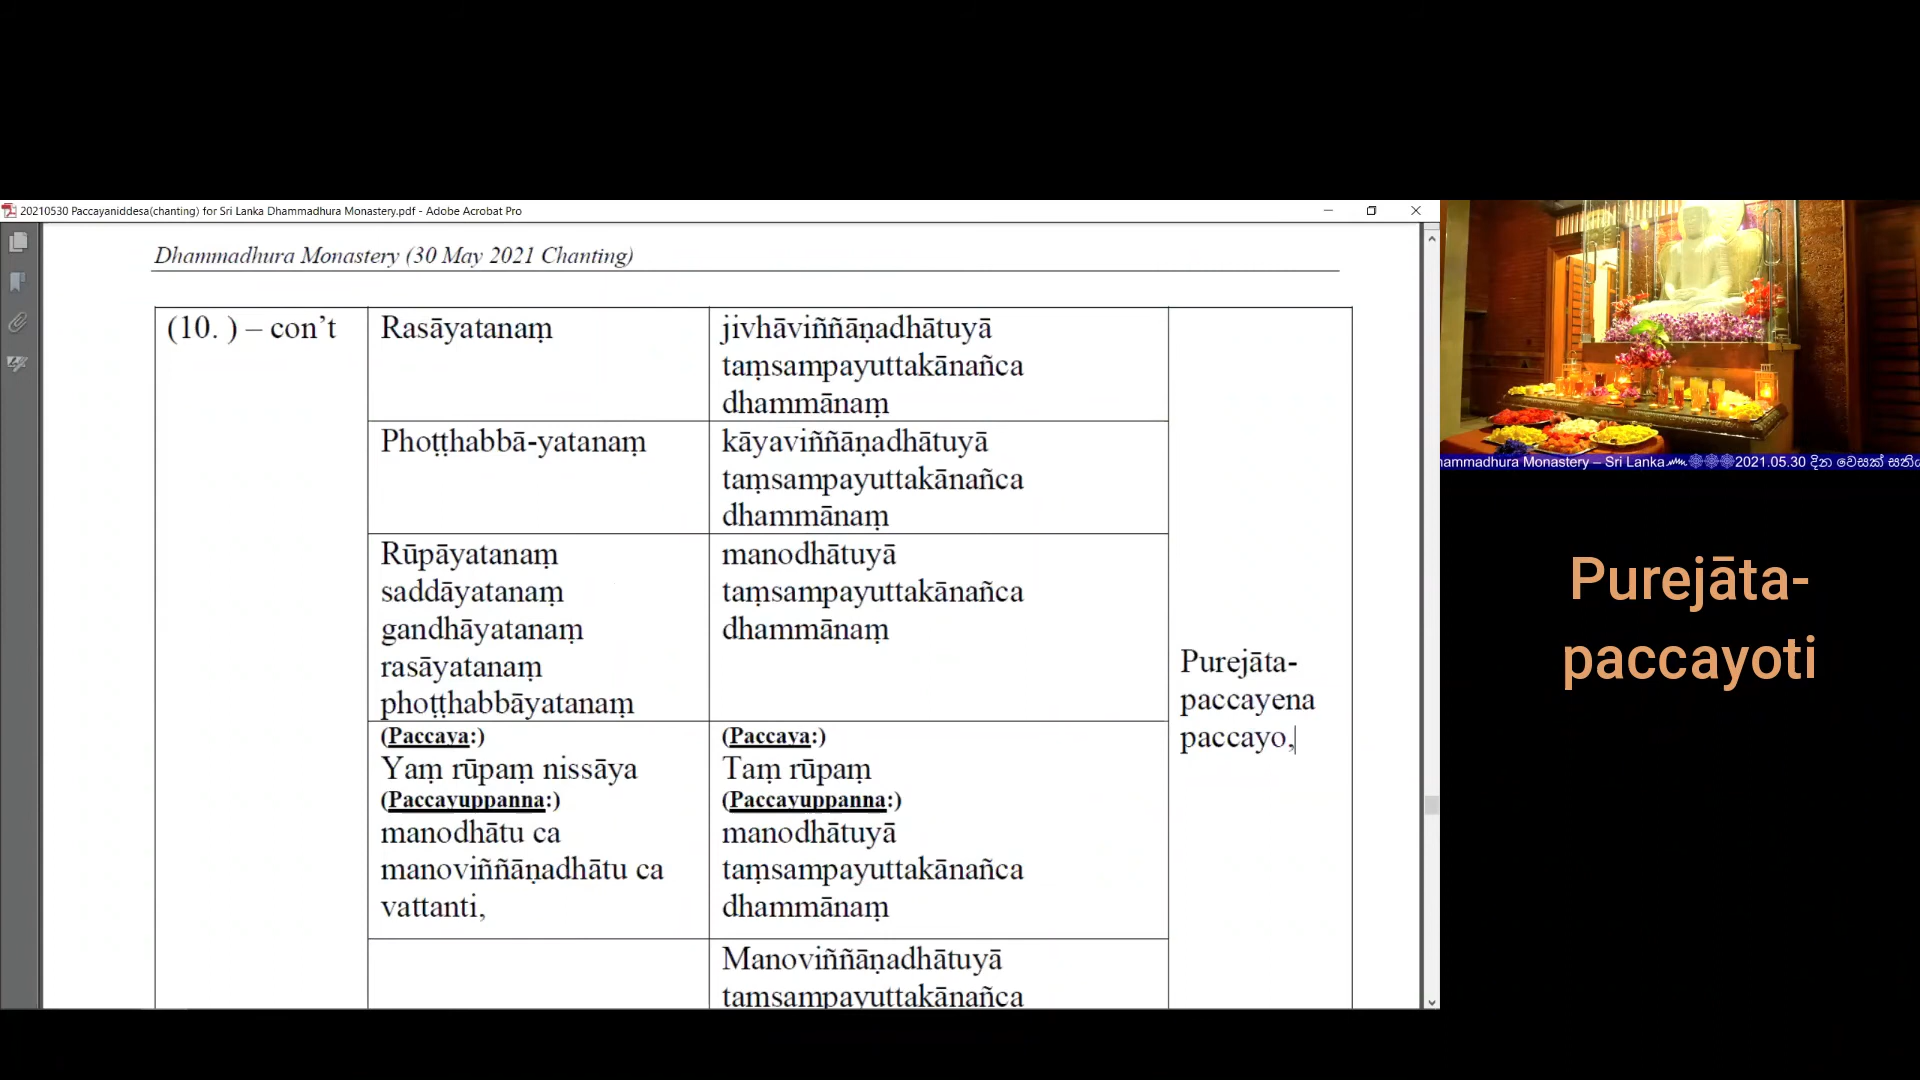 20210530 Paccayaniddesa(chanting) for Sri Lanka Dhammadhura Monastery.pdf - Adobe Acrobat Pro
Dhammadhura Monastery (30 May 2021 Chanting)
(10. ) – con’t
Rasāyatanaṃ
jivhāviññāṇadhātuyā
taṃsampayuttakānañca
dhammānaṃ
Phoṭṭhabbā-yatanaṃ
kāyaviññāṇadhātuyā
taṃsampayuttakānañca
dhammānaṃ
Rūpāyatanaṃ
saddāyatanaṃ
gandhāyatanaṃ
rasāyatanaṃ
phoṭṭhabbāyatanaṃ
manodhātuyā
taṃsampayuttakānañca
dhammānaṃ
(Paccaya:)
Yaṃ rūpaṃ nissāya
(Paccayuppanna:)
manodhātu ca
manoviññāṇadhātu ca
vattanti,
(Paccaya:)
Taṃ rūpaṃ
(Paccayuppanna:)
manodhātuyā
taṃsampayuttakānañca
dhammānaṃ
Manoviññāṇadhātuyā
taṃsampayuttakānañca
Purejāta-
paccayena
paccayo,
hammadhura Monastery – Sri Lanka 2021.05.30 දින වෙසක් සති
Purejāta-
paccayoti